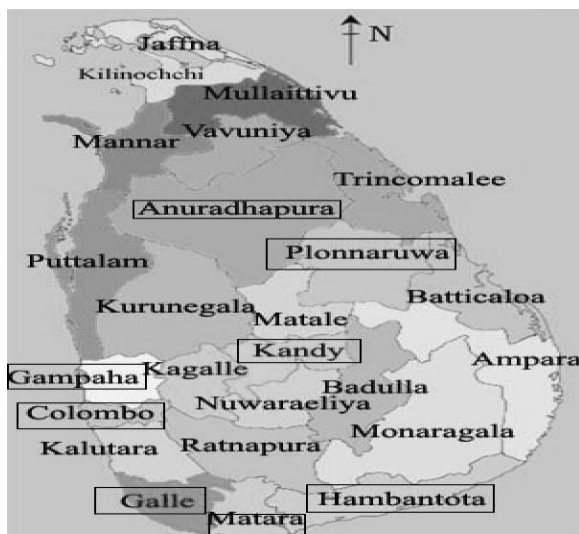 N
Jaffna
Kilinochchi
Mullaittivu
Vavuniya
Mannar
Trincomalee
Anuradhapura
Plonnaruwa
Puttalam
Batticaloa
Kurunegala
Matale
Kandy
Ampara
Kagalle
Gampaha
Badulla
Nuwaraeliya
Colombo
Monaragala
Kalutara
Ratnapura
Galle
Hambantota
Matara